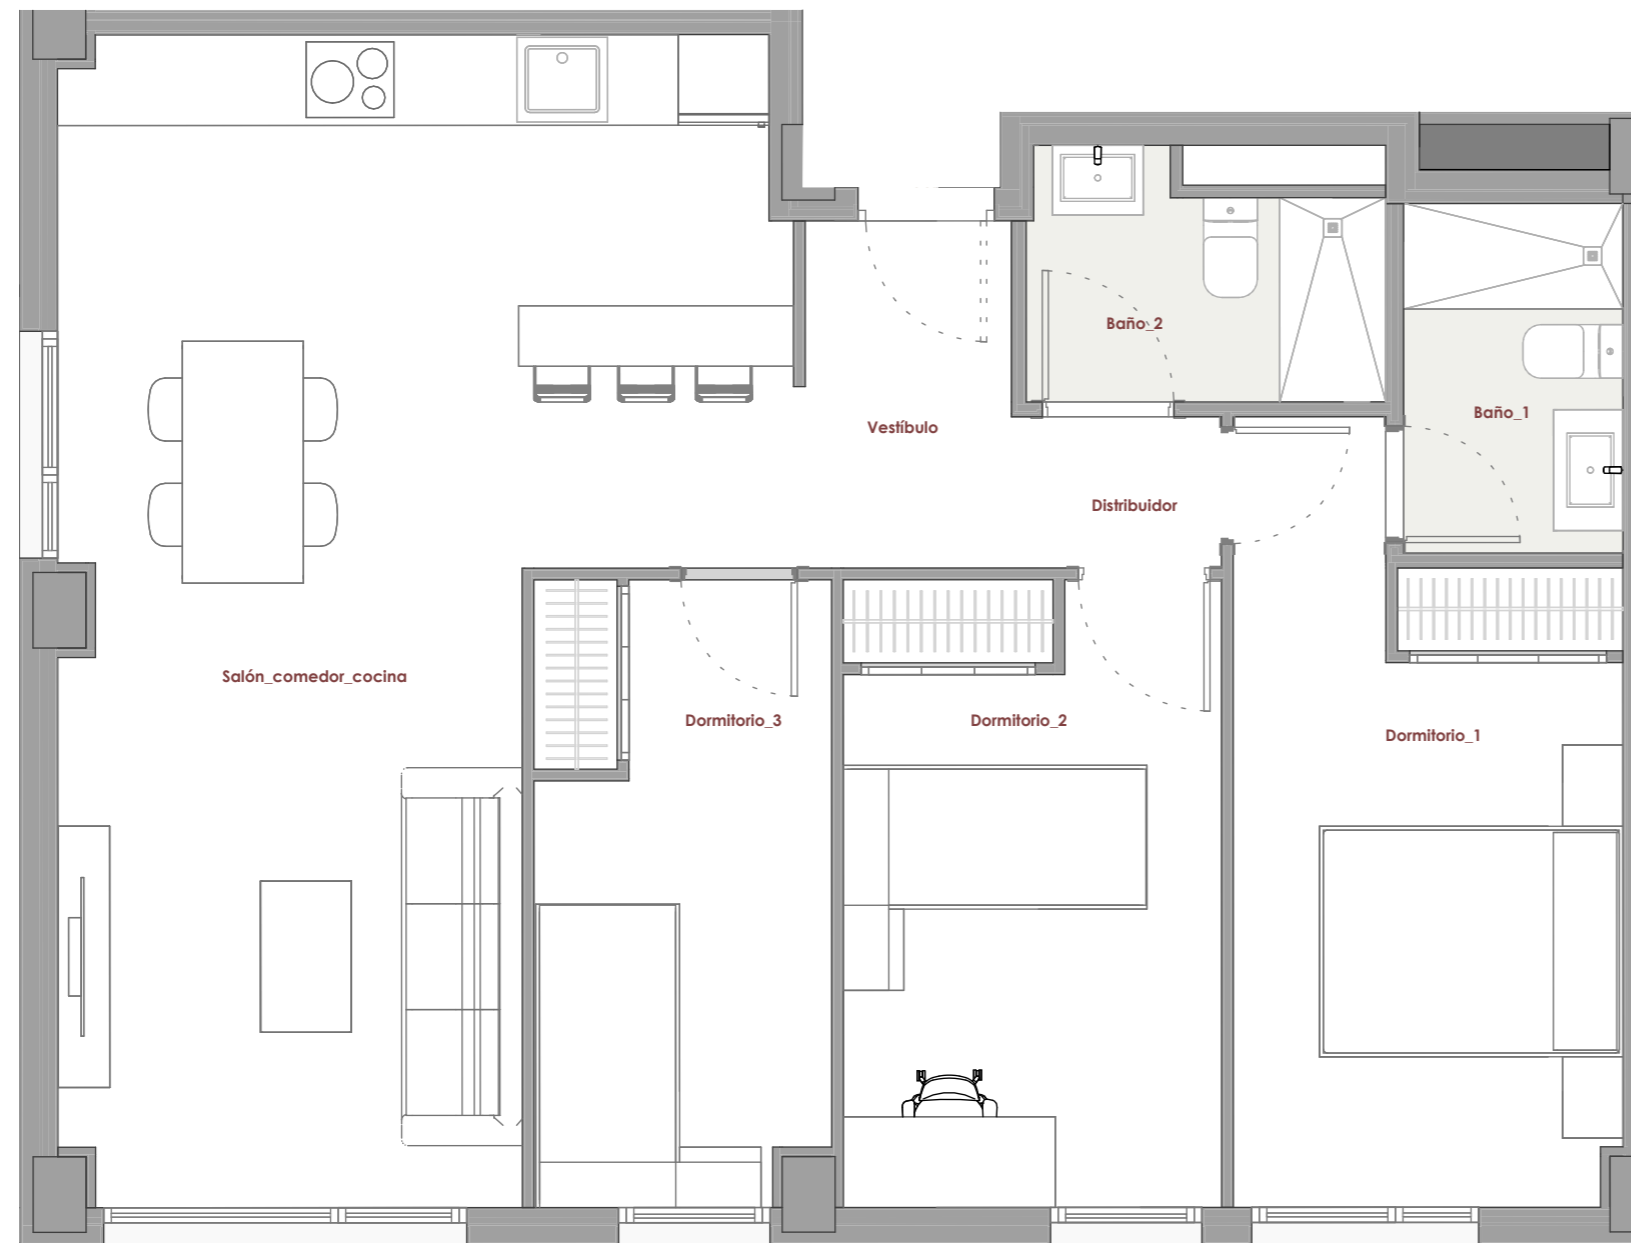 Baño_2
Baño_1
Vestíbulo
Distribuidor
Salón_comedor_cocina
Dormitorio_3
Dormitorio_2
Dormitorio_1